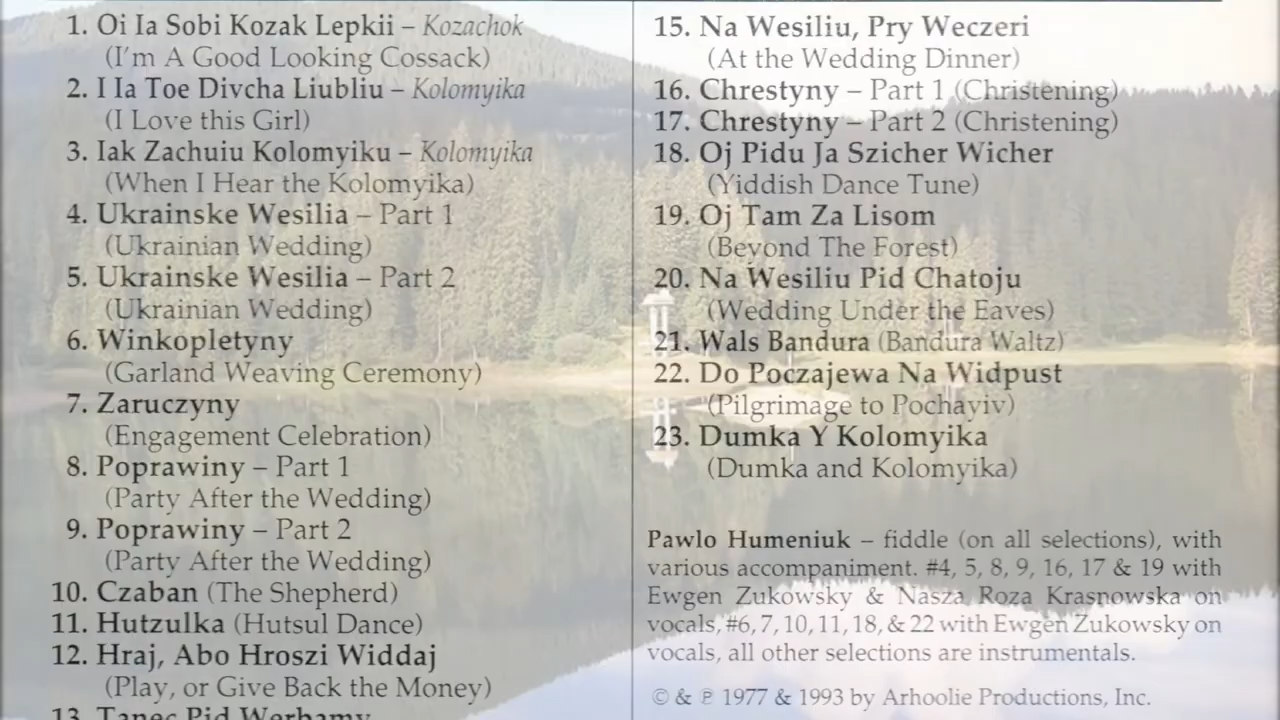 1. Oi Ia Sobi Kozak Lepkii – Kozachok
(I'm A Good Looking Cossack)
2. I Ia Toe Divcha Liubliu – Kolomyika
(I Love this Girl)
3. Iak Zachuiu Kolomyiku – Kolomyika
(When I Hear the Kolomyika)
4. Ukrainske Wesilia – Part 1
(Ukrainian Wedding)
5. Ukrainske Wesilia – Part 2
(Ukrainian Wedding)
6. Winkopletyny
(Garland Weaving Ceremony)
7. Zaruczyny
(Engagement Celebration)
8. Poprawiny – Part 1
(Party After the Wedding)
9. Poprawiny – Part 2
(Party After the Wedding)
10. Czaban (The Shepherd)
11. Hutzulka (Hutsul Dance)
12. Hraj, Abo Hroszi Widdaj
(Play, or Give Back the Money)
13. Tanec Pid Werbamy
15. Na Wesiliu, Pry Weczeri
(At the Wedding Dinner)
16. Chrestyny – Part 1 (Christening)
17. Chrestyny – Part 2 (Christening)
18. Oj Pidu Ja Szicher Wicher
(Yiddish Dance Tune)
19. Oj Tam Za Lisom
(Beyond The Forest)
20. Na Wesiliu Pid Chatoju
(Wedding Under the Eaves)
21. Wals Bandura (Bandura Waltz)
22. Do Poczajewa Na Widpust
(Pilgrimage to Pochayiv)
23. Dumka Y Kolomyika
(Dumka and Kolomyika)
Pawlo Humeniuk – fiddle (on all selections), with
various accompaniment. #4, 5, 8, 9, 16, 17 & 19 with
Ewgen Zukowsky & Nasza Roza Krasnowska on
vocals, #6, 7, 10, 11, 18, & 22 with Ewgen Zukowsky on
vocals, all other selections are instrumentals.
© & ℗ 1977 & 1993 by Arhoolie Productions, Inc.